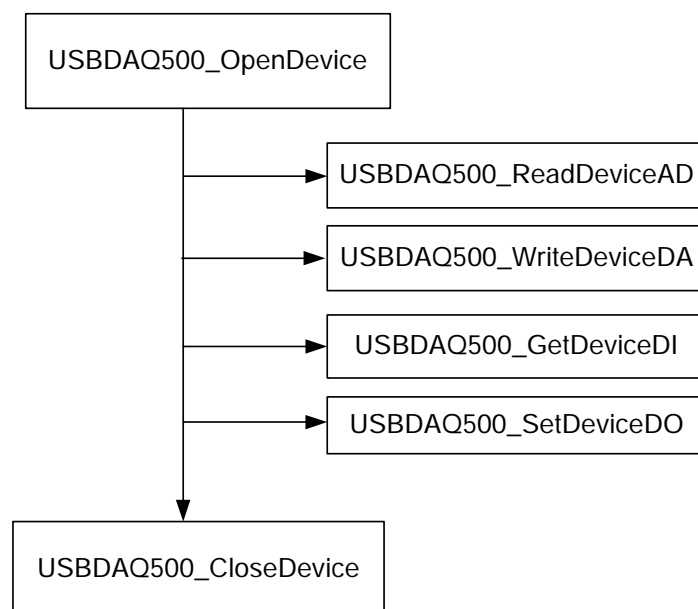 USBDAQ500_OpenDevice
USBDAQ500_ReadDeviceAD
USBDAQ500_WriteDeviceDA
USBDAQ500_GetDeviceDI
USBDAQ500_SetDeviceDO
USBDAQ500_CloseDevice